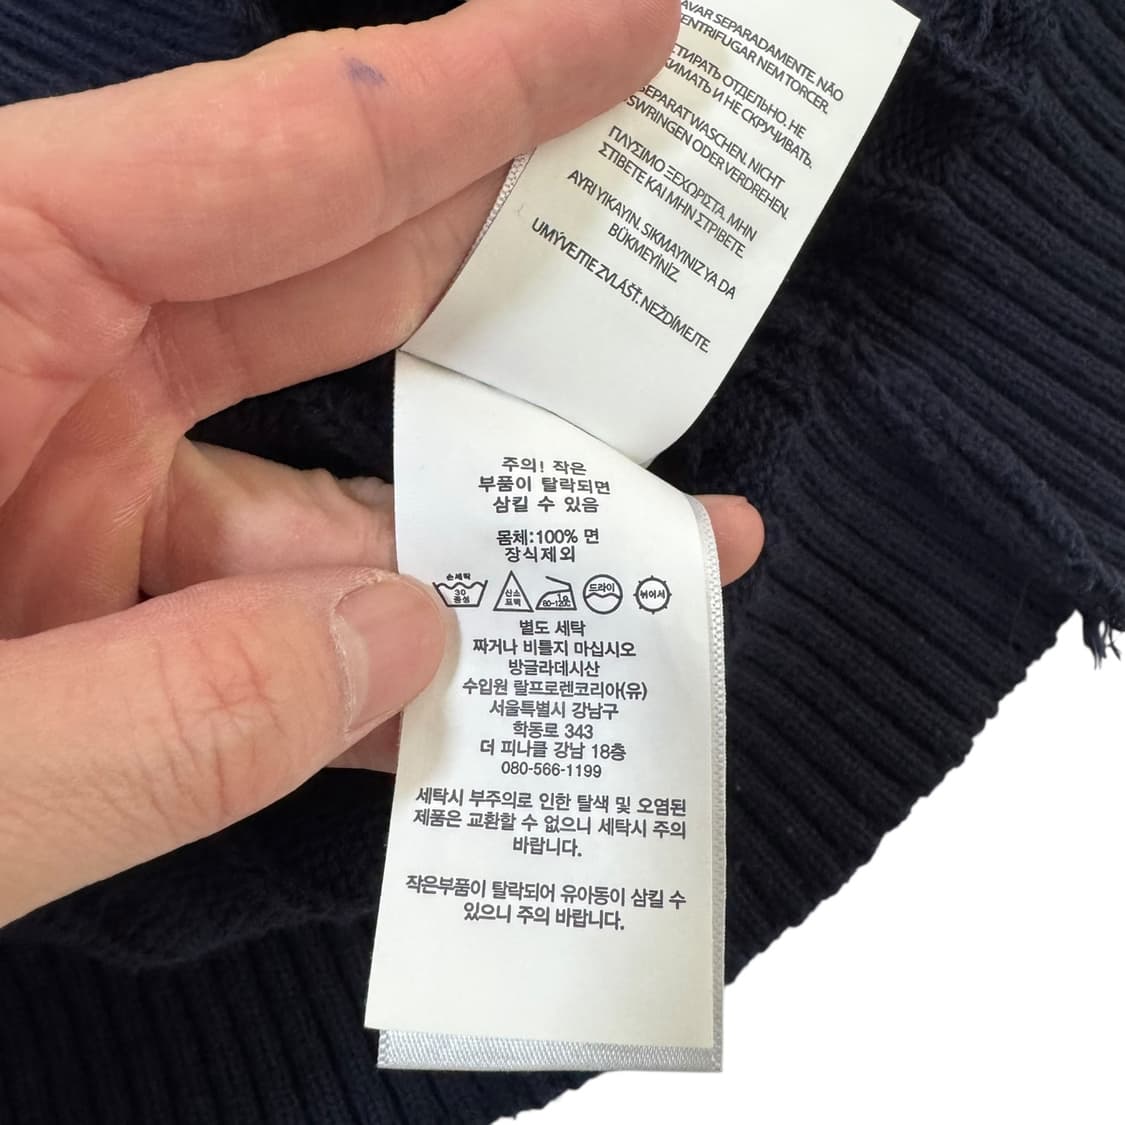 AVAR SEPARADAMENTE. NÃO
ENTRIFUGAR NEM TORCER.
ТИРАТЬ ОТДЕЛЬНО. НЕ
ЖИМАТЬ И НЕ СКРУЧИВАТЬ.
SEPARAT WASCHEN. NICHT
SWRINGEN ODER VERDREHEN.
ΠΛΥΣΙΜΟ ΞΕΧΩΡΙΣΤΑ. ΜΗΝ
ΣΤΙΒΕΤΕ ΚΑΙ ΜΗΝ ΣΤΡΙΒΕΤΕ
AYRI YIKAYIN. SIKMAYINIZ YA DA
BÜKMEYİNİZ.
UMÝVEJTE ZVLÁŠŤ. NEŽDÍMEJTE
주의! 작은
부품이 탈락되면
삼킬 수 있음
몸체:100% 면
장식제외
손세탁 30 중성 산소 표백 80-120C 드라이 뉘어서
별도 세탁
짜거나 비틀지 마십시오
방글라데시산
수입원 랄프로렌코리아(유)
서울특별시 강남구
학동로 343
더 피나클 강남 18층
080-566-1199
세탁시 부주의로 인한 탈색 및 오염된
제품은 교환할 수 없으니 세탁시 주의
바랍니다.
작은부품이 탈락되어 유아동이 삼킬 수
있으니 주의 바랍니다.